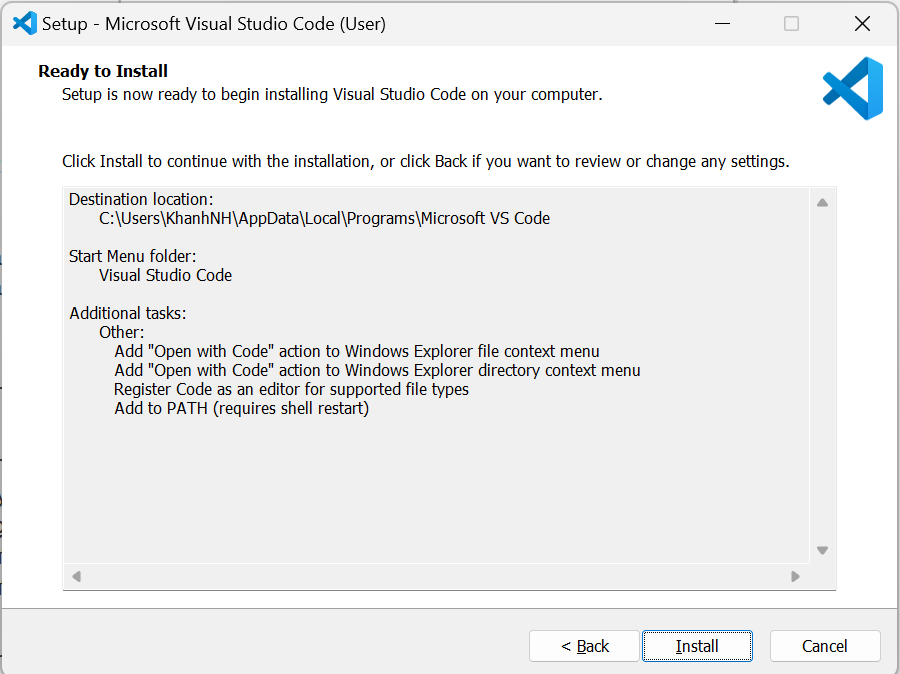 Setup - Microsoft Visual Studio Code (User)
Ready to Install
Setup is now ready to begin installing Visual Studio Code on your computer.
Click Install to continue with the installation, or click Back if you want to review or change any settings.
Destination location:
C:\Users\KhanhNH\AppData\Local\Programs\Microsoft VS Code
Start Menu folder:
Visual Studio Code
Additional tasks:
Other:
Add "Open with Code" action to Windows Explorer file context menu
Add "Open with Code" action to Windows Explorer directory context menu
Register Code as an editor for supported file types
Add to PATH (requires shell restart)
< Back Install Cancel